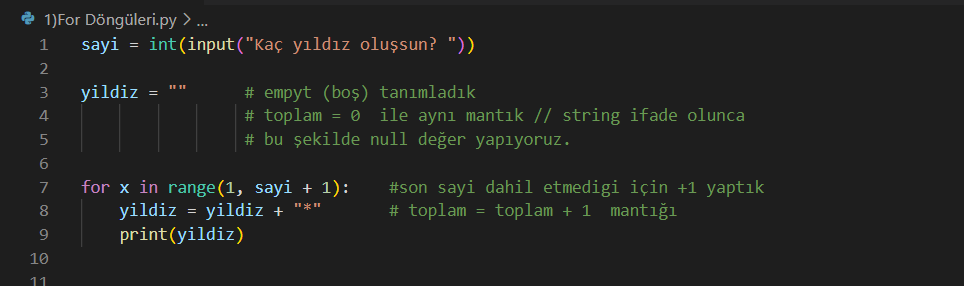 1)For Döngüleri.py > ...
1 sayi = int(input("Kaç yıldız oluşsun? "))
2
3 yildiz = "" # empyt (boş) tanımladık
4 # toplam = 0 ile aynı mantık // string ifade olunca
5 # bu şekilde null değer yapıyoruz.
6
7 for x in range(1, sayi + 1): #son sayi dahil etmedigi için +1 yaptık
8 yildiz = yildiz + "*" # toplam = toplam + 1 mantığı
9 print(yildiz)
10
11